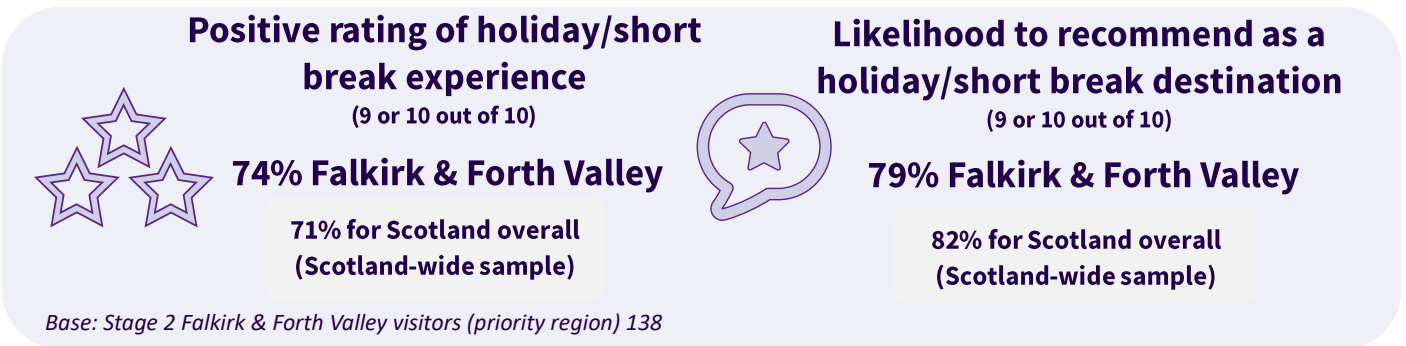 Positive rating of holiday/short
break experience
(9 or 10 out of 10)
74% Falkirk & Forth Valley
71% for Scotland overall
(Scotland-wide sample)
Likelihood to recommend as a
holiday/short break destination
(9 or 10 out of 10)
79% Falkirk & Forth Valley
82% for Scotland overall
(Scotland-wide sample)
Base: Stage 2 Falkirk & Forth Valley visitors (priority region) 138